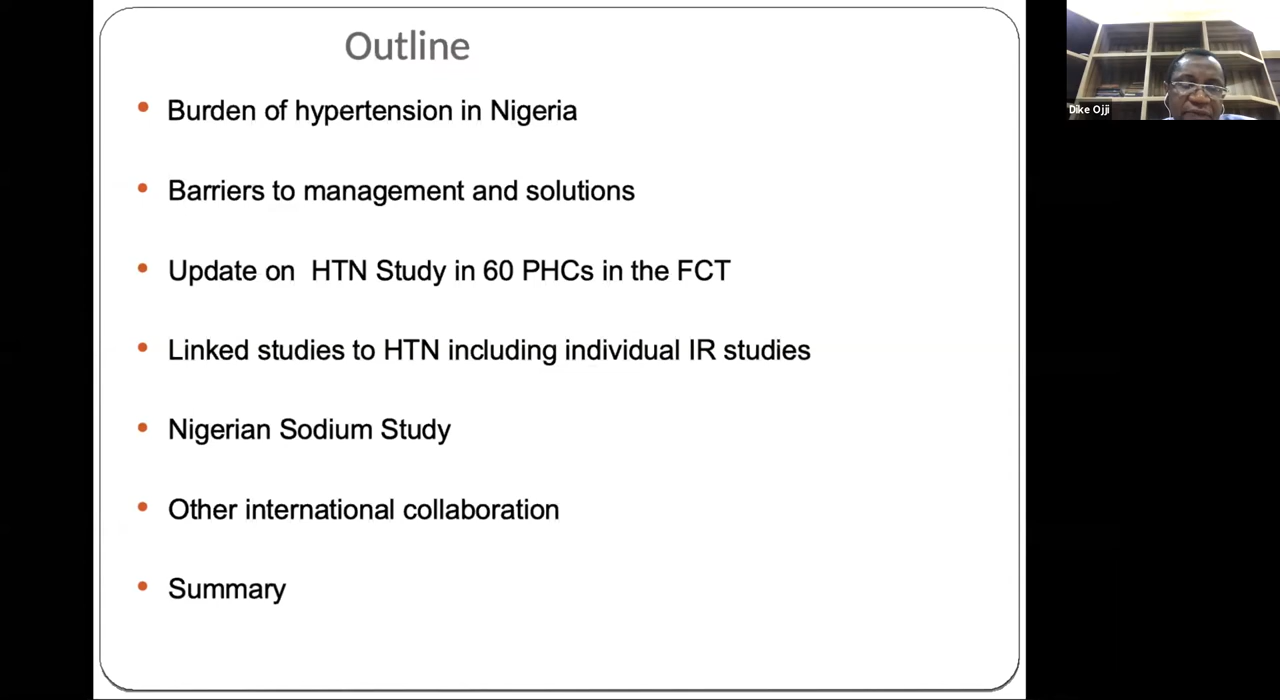 Outline
• Burden of hypertension in Nigeria
• Barriers to management and solutions
• Update on  HTN Study in 60 PHCs in the FCT
• Linked studies to HTN including individual IR studies
• Nigerian Sodium Study
• Other international collaboration
• Summary
Dike Ojji